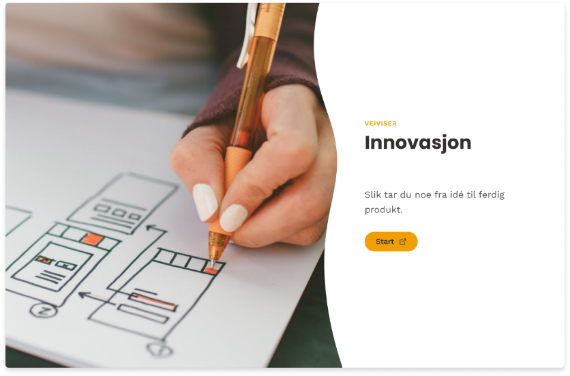 VEIVISER
Innovasjon
Slik tar du noe fra idé til ferdig
produkt.
Start